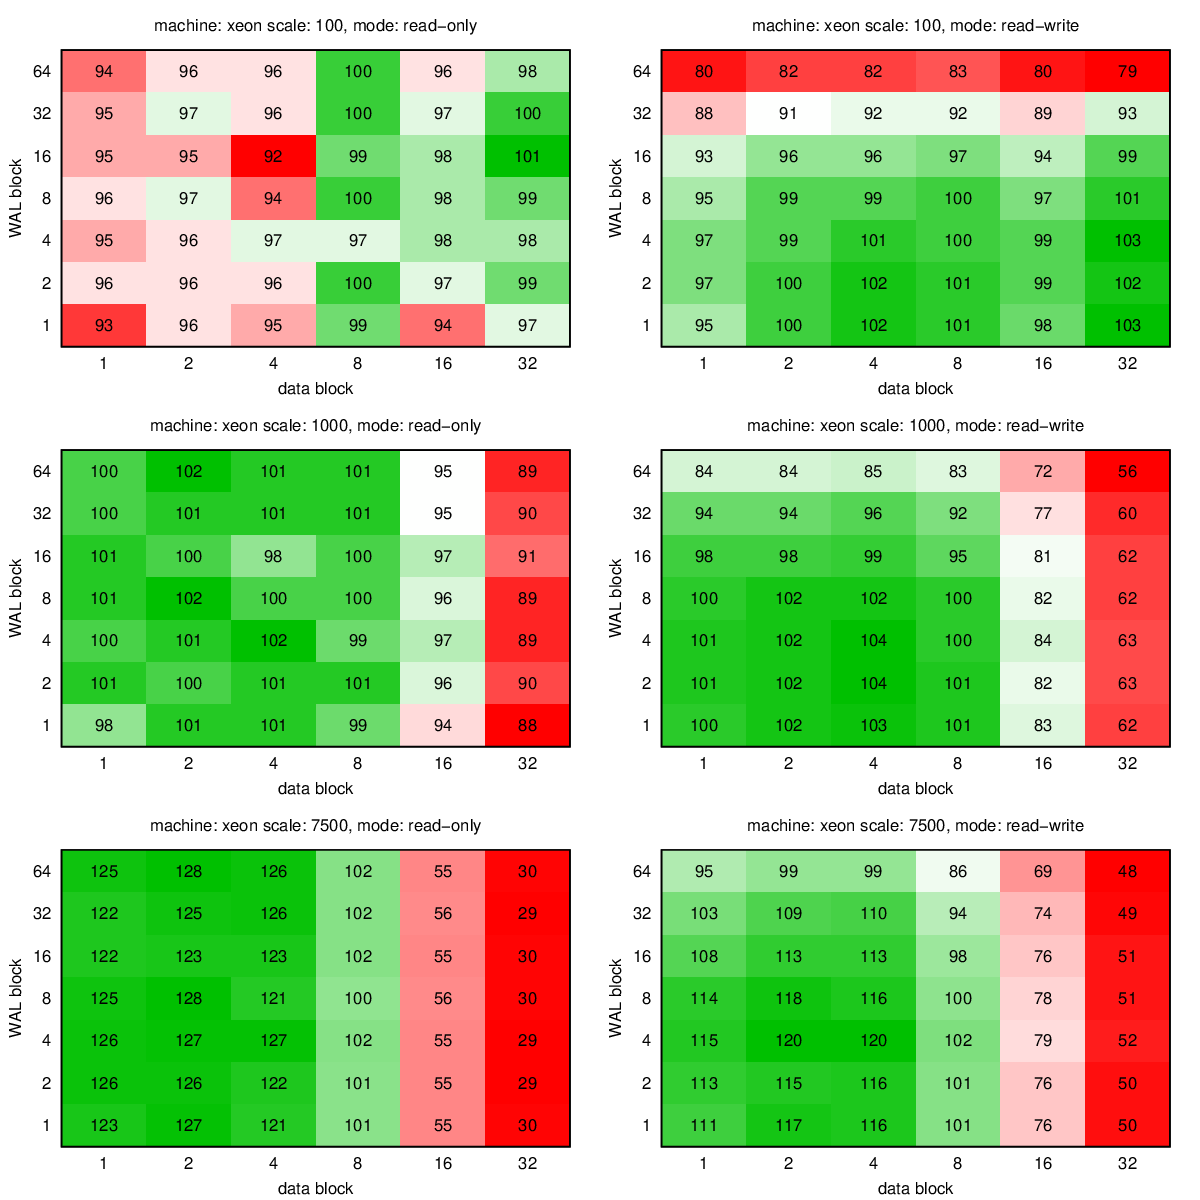 machine: xeon scale: 100, mode: read−only
64 94 96 96 100 96 98
32 95 97 96 100 97 100
16 95 95 92 99 98 101
8 96 97 94 100 98 99
4 95 96 97 97 98 98
2 96 96 96 100 97 99
1 93 96 95 99 94 97
1 2 4 8 16 32
WAL block
data block
machine: xeon scale: 100, mode: read−write
64 80 82 82 83 80 79
32 88 91 92 92 89 93
16 93 96 96 97 94 99
8 95 99 99 100 97 101
4 97 99 101 100 99 103
2 97 100 102 101 99 102
1 95 100 102 101 98 103
1 2 4 8 16 32
WAL block
data block
machine: xeon scale: 1000, mode: read−only
64 100 102 101 101 95 89
32 100 101 101 101 95 90
16 101 100 98 100 97 91
8 101 102 100 100 96 89
4 100 101 102 99 97 89
2 101 100 101 101 96 90
1 98 101 101 99 94 88
1 2 4 8 16 32
WAL block
data block
machine: xeon scale: 1000, mode: read−write
64 84 84 85 83 72 56
32 94 94 96 92 77 60
16 98 98 99 95 81 62
8 100 102 102 100 82 62
4 101 102 104 100 84 63
2 101 102 104 101 82 63
1 100 102 103 101 83 62
1 2 4 8 16 32
WAL block
data block
machine: xeon scale: 7500, mode: read−only
64 125 128 126 102 55 30
32 122 125 126 102 56 29
16 122 123 123 102 55 30
8 125 128 121 100 56 30
4 126 127 127 102 55 29
2 126 126 122 101 55 29
1 123 127 121 101 55 30
1 2 4 8 16 32
WAL block
data block
machine: xeon scale: 7500, mode: read−write
64 95 99 99 86 69 48
32 103 109 110 94 74 49
16 108 113 113 98 76 51
8 114 118 116 100 78 51
4 115 120 120 102 79 52
2 113 115 116 101 76 50
1 111 117 116 101 76 50
1 2 4 8 16 32
WAL block
data block